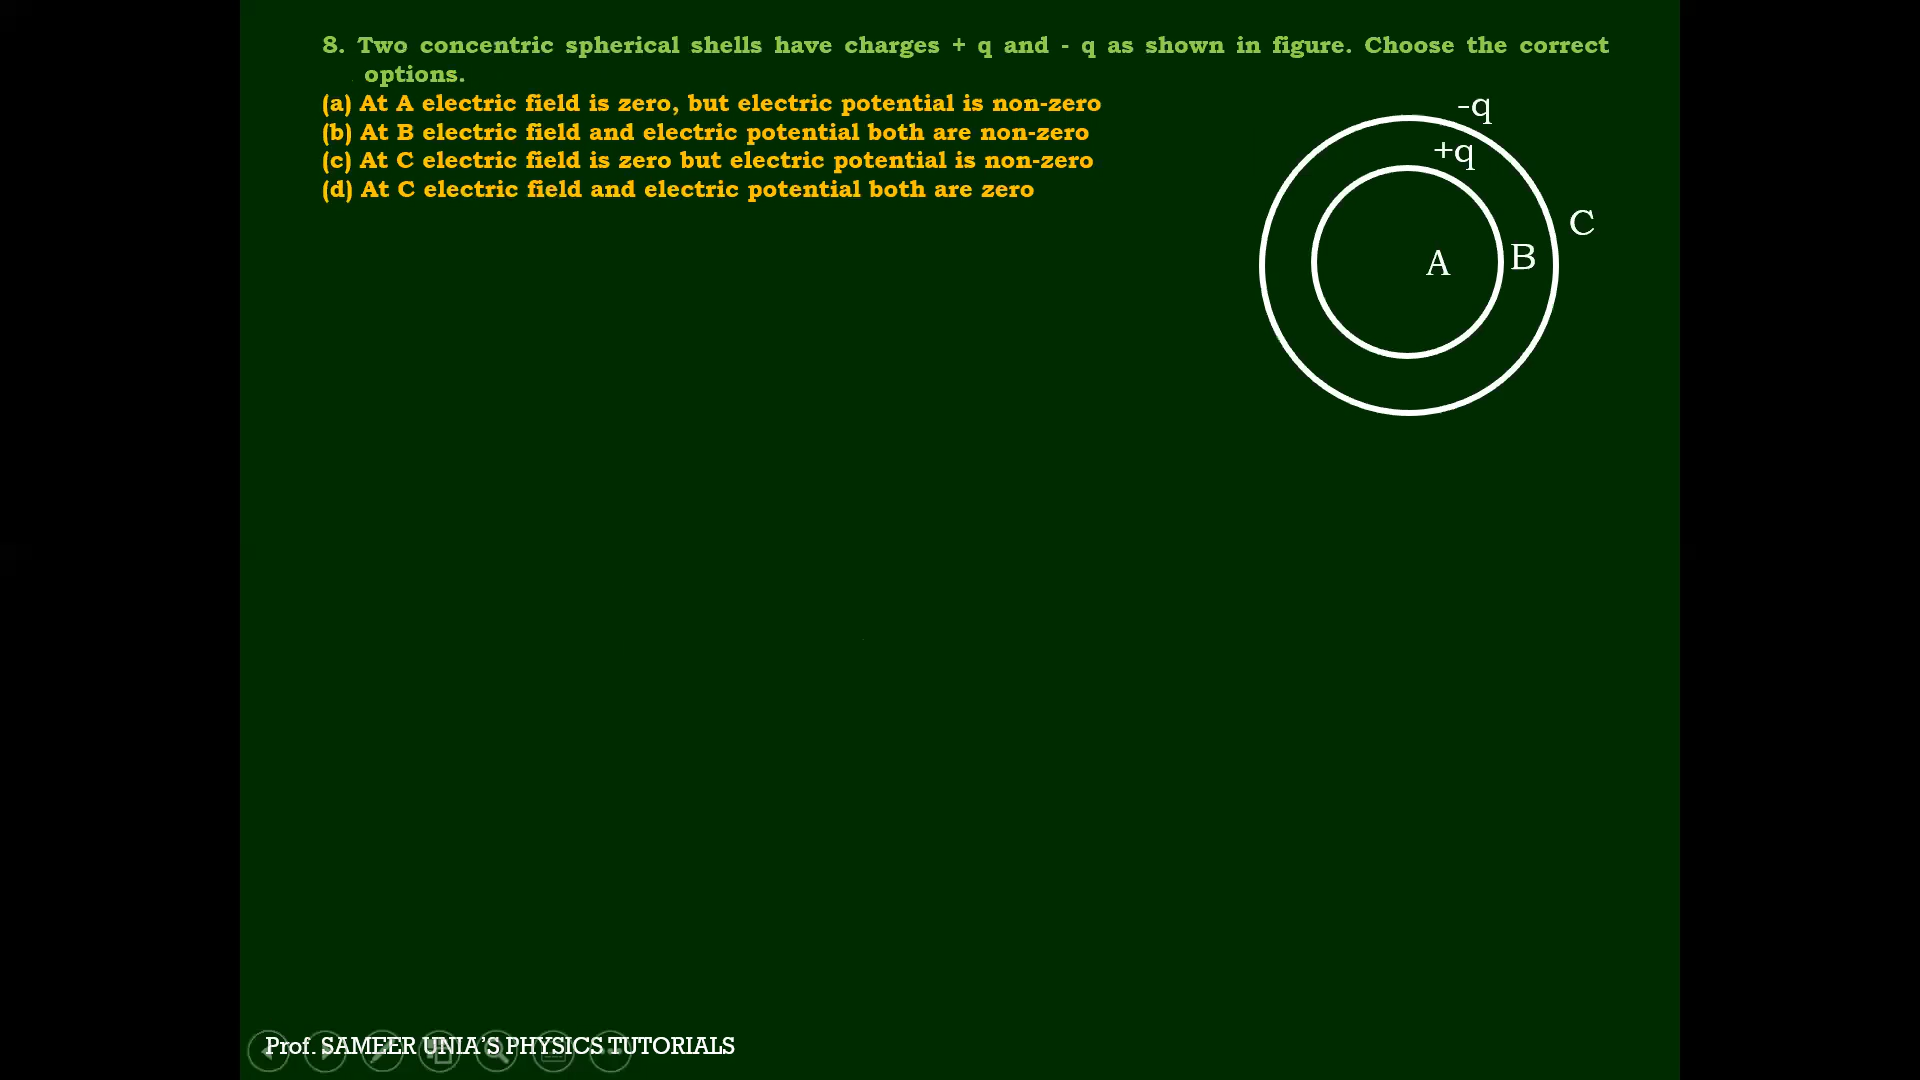 8. Two concentric spherical shells have charges + q and - q as shown in figure. Choose the correct
options.
(a) At A electric field is zero, but electric potential is non-zero
(b) At B electric field and electric potential both are non-zero
(c) At C electric field is zero but electric potential is non-zero
(d) At C electric field and electric potential both are zero
-q
+q
C
B
A
Prof. SAMEER UNIA'S PHYSICS TUTORIALS